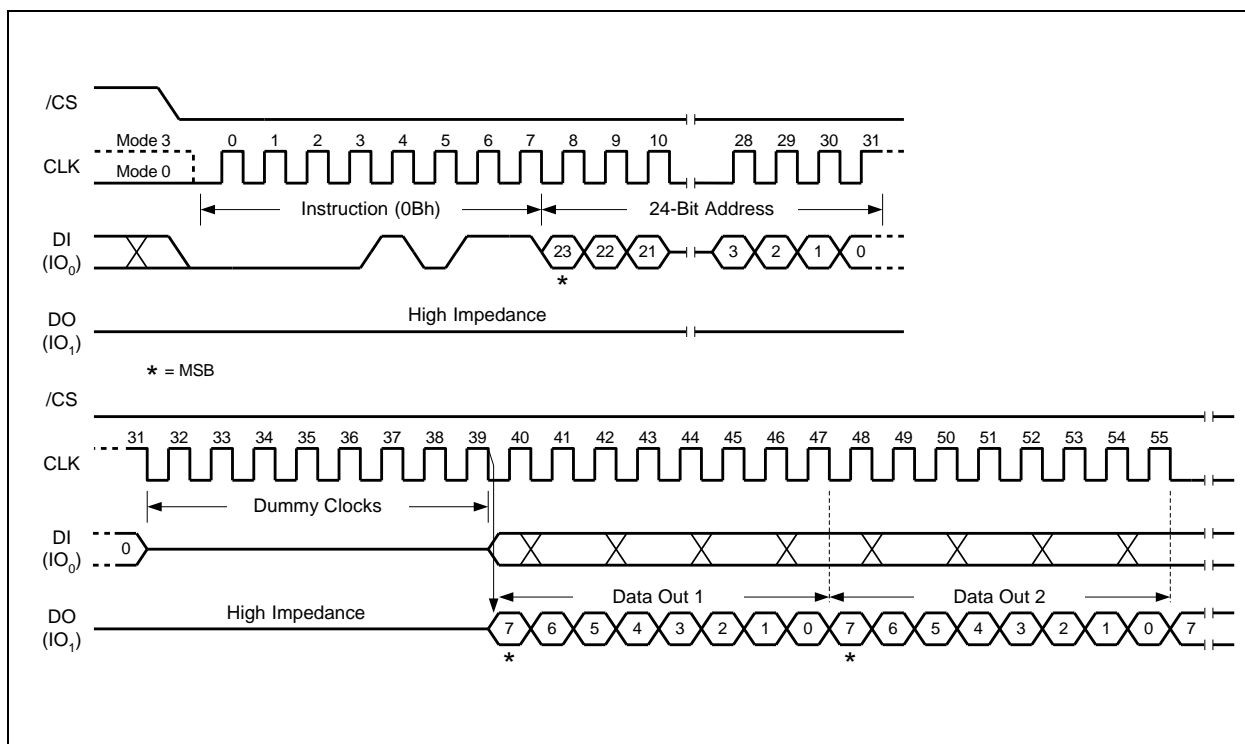 /CS
Mode 3 0 1 2 3 4 5 6 7 8 9 10 28 29 30 31
CLK
Mode 0
Instruction (0Bh) 24-Bit Address
DI
(IO0) 23 22 21 3 2 1 0
*
High Impedance
DO
(IO1)
* = MSB
/CS
31 32 33 34 35 36 37 38 39 40 41 42 43 44 45 46 47 48 49 50 51 52 53 54 55
CLK
Dummy Clocks
DI
(IO0) 0
Data Out 1 Data Out 2
High Impedance
DO
(IO1) 7 6 5 4 3 2 1 0 7 6 5 4 3 2 1 0 7
* *